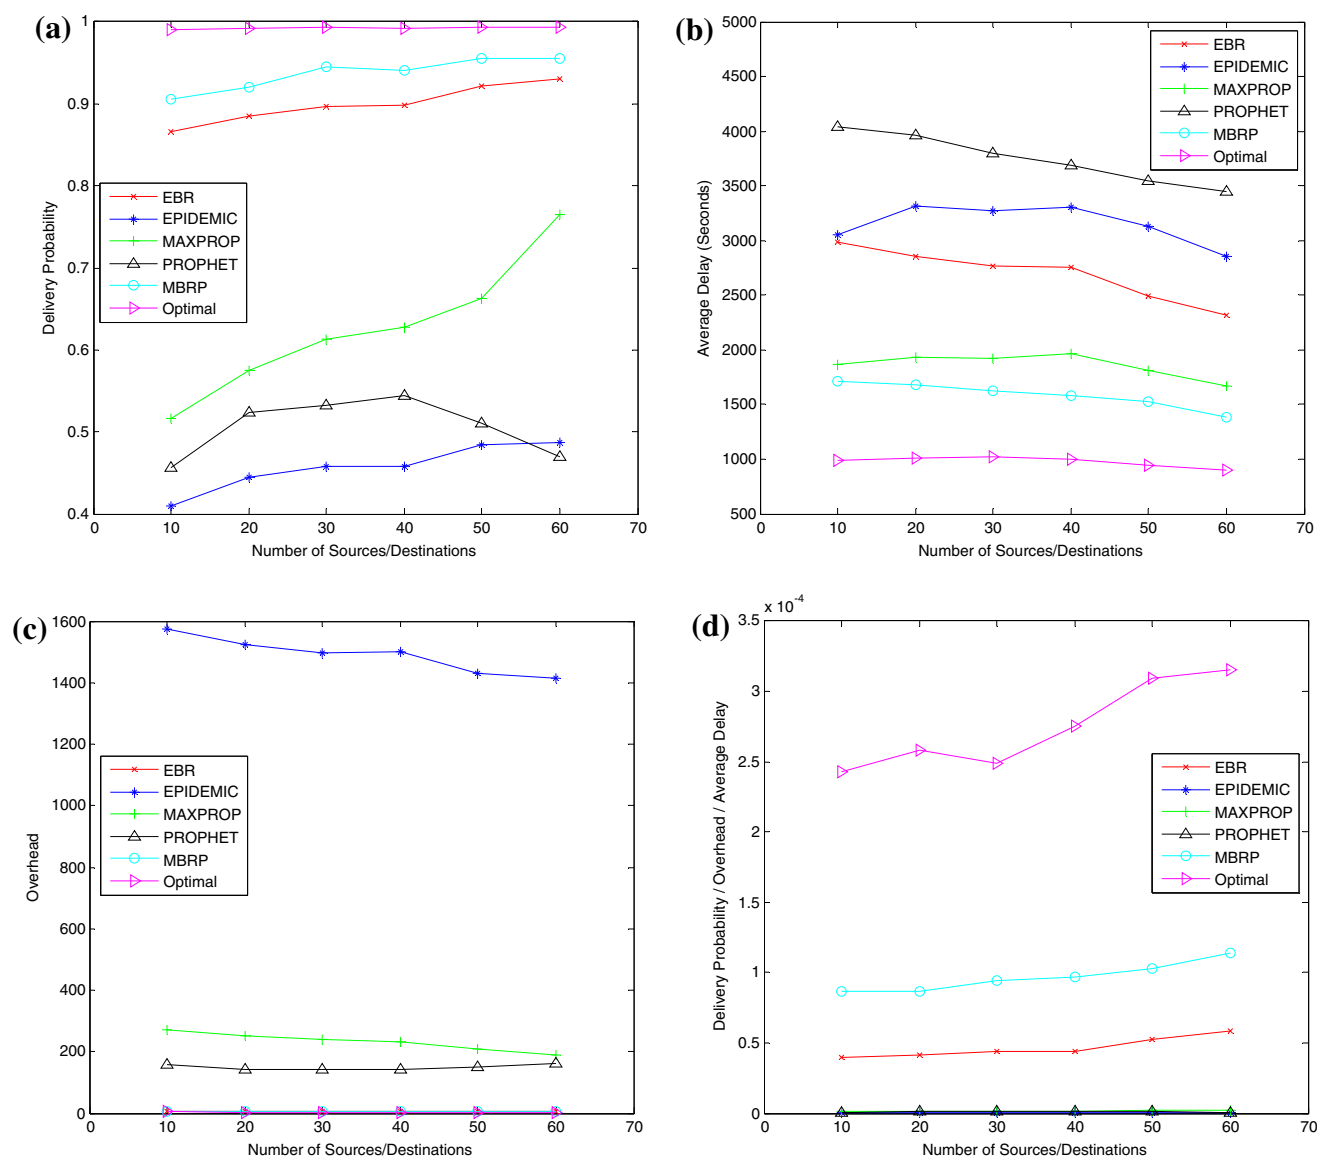 (a)
1
0.9
0.8
0.7
0.6
0.5
0.4
0
10
20
30
40
50
60
70
Delivery Probability
Number of Sources/Destinations
EBR
EPIDEMIC
MAXPROP
PROPHET
MBRP
Optimal
(b)
5000
4500
4000
3500
3000
2500
2000
1500
1000
500
0
10
20
30
40
50
60
70
Average Delay (Seconds)
Number of Sources/Destinations
EBR
EPIDEMIC
MAXPROP
PROPHET
MBRP
Optimal
(c)
1600
1400
1200
1000
800
600
400
200
0
0
10
20
30
40
50
60
70
Overhead
Number of Sources/Destinations
EBR
EPIDEMIC
MAXPROP
PROPHET
MBRP
Optimal
(d)
x 10-4
3.5
3
2.5
2
1.5
1
0.5
0
0
10
20
30
40
50
60
70
Delivery Probability / Overhead / Average Delay
Number of Sources/Destinations
EBR
EPIDEMIC
MAXPROP
PROPHET
MBRP
Optimal